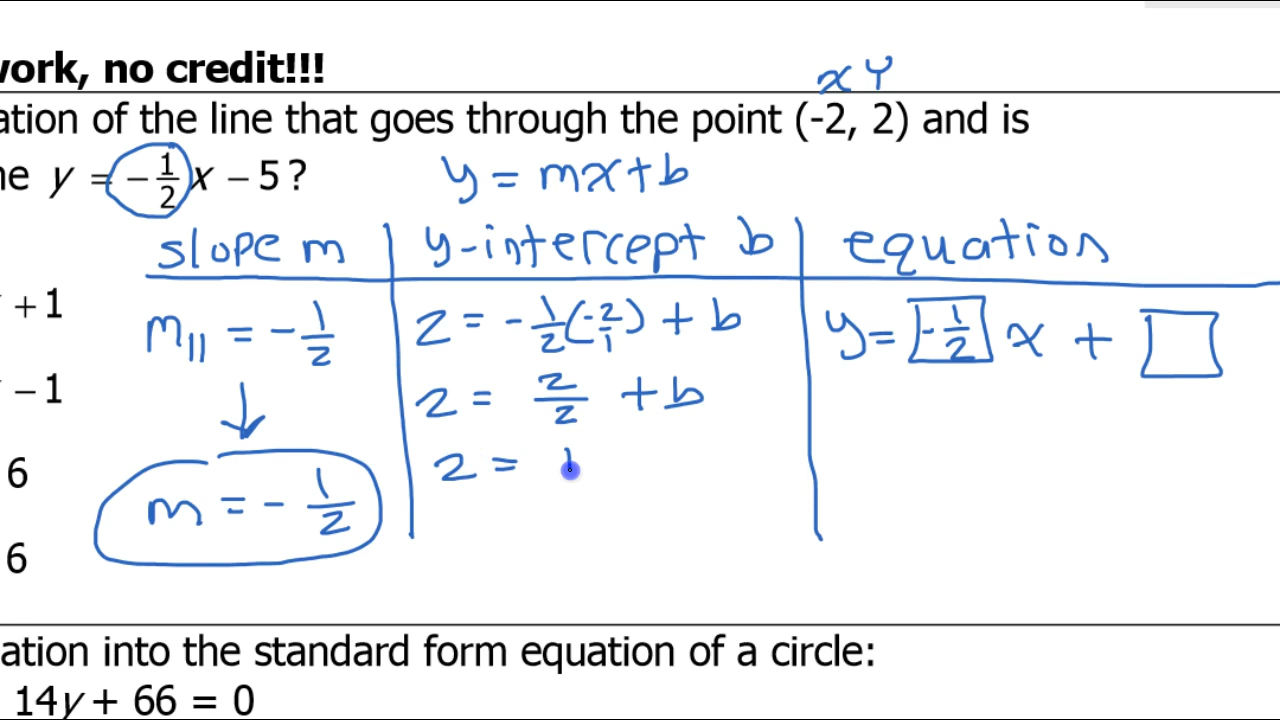 work, no credit!!!
x Y
ation of the line that goes through the point (-2, 2) and is
ne y = -1/2 x - 5?
y = mx + b
slope m | y-intercept b | equation
+ 1
m|| = -1/2
2 = -1/2(-2/1) + b
y = -1/2 x +
- 1
2 = 2/2 + b
6
2 = 1
m = -1/2
6
ation into the standard form equation of a circle:
14y + 66 = 0